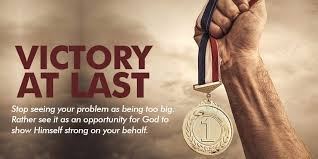 VICTORY
AT LAST
Stop seeing your problem as being too big.
Rather see it as an opportunity for God to
show Himself strong on your behalf.
1